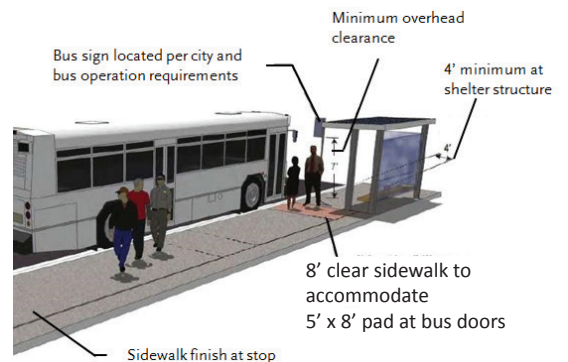 Minimum overhead
clearance
Bus sign located per city and
bus operation requirements
4’ minimum at
shelter structure
4'
7'
8’ clear sidewalk to
accommodate
5’ x 8’ pad at bus doors
Sidewalk finish at stop